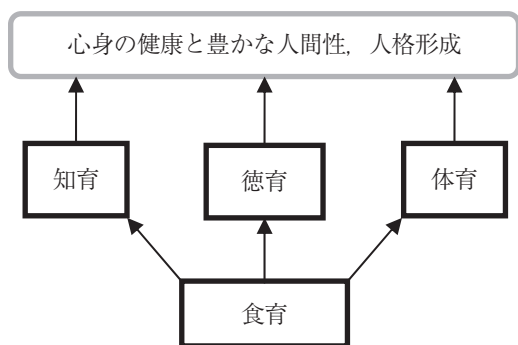 心身の健康と豊かな人間性，人格形成
知育
徳育
体育
食育